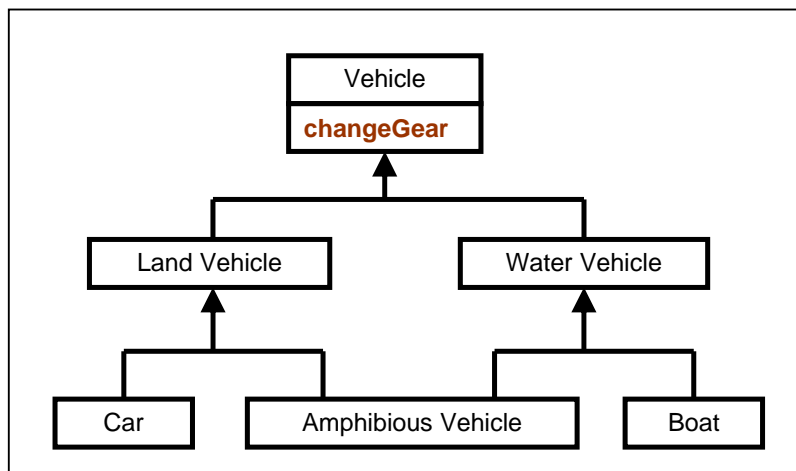 Vehicle
changeGear
Land Vehicle
Water Vehicle
Car
Amphibious Vehicle
Boat